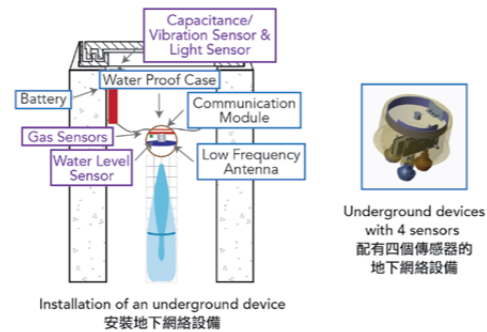 Capacitance/
Vibration Sensor &
Light Sensor
Water Proof Case
Battery
Communication
Module
Gas Sensors
Water Level
Sensor
Low Frequency
Antenna
Installation of an underground device
安裝地下網絡設備
Underground devices
with 4 sensors
配有四個傳感器的
地下網絡設備